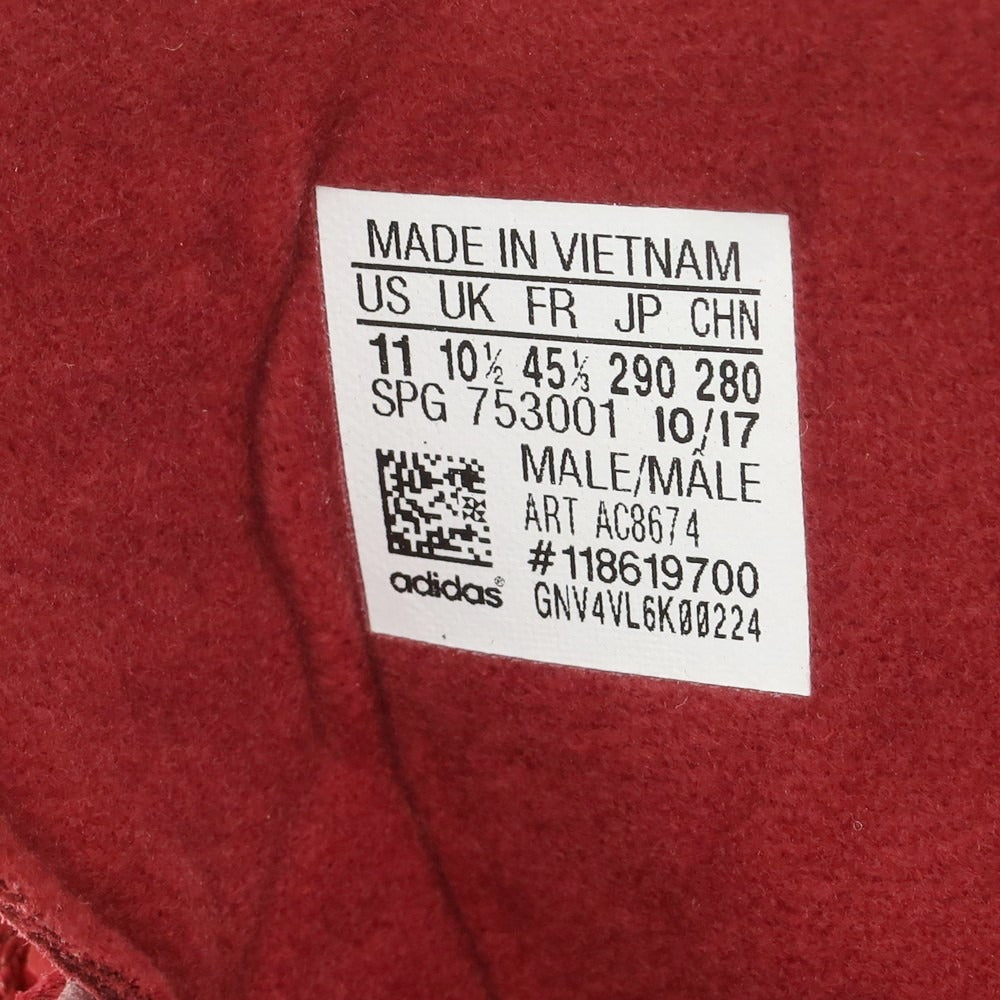 MADE IN VIETNAM
US UK FR JP CHN
11 10½ 45⅓ 290 280
SPG 753001 10/17
MALE/MÂLE
ART AC8674
#118619700
adidas®
GNV4VL6K00224